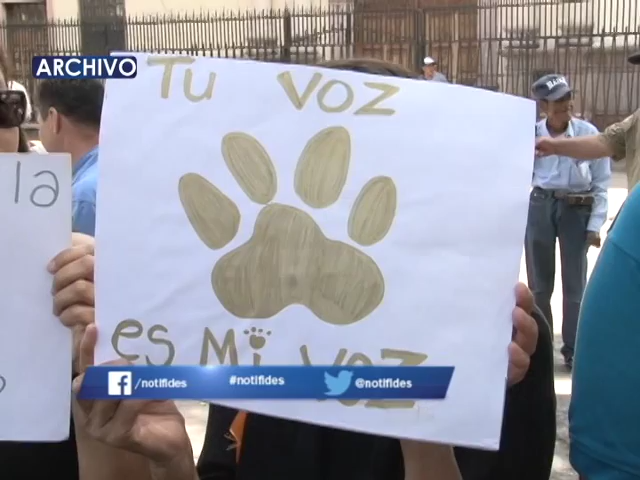 ARCHIVO
Tu voz
la
es mi voz
f /notifides #notifides @notifides